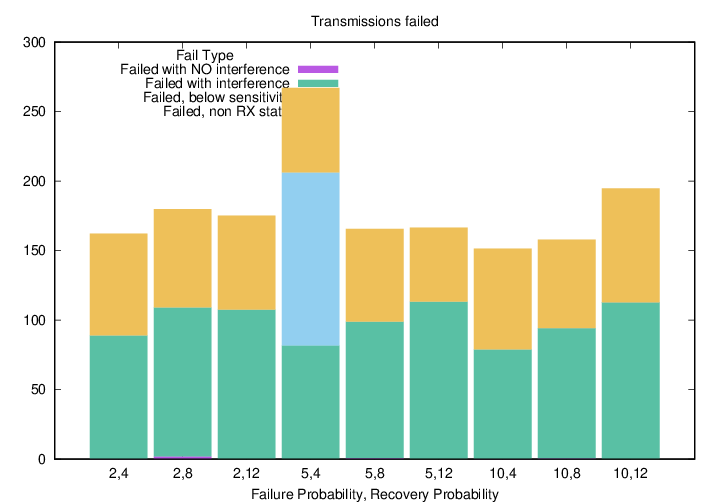 Transmissions failed
Fail Type
Failed with NO interference
Failed with interference
Failed, below sensitivit
Failed, non RX stat
300
250
200
150
100
50
0
2,4 2,8 2,12 5,4 5,8 5,12 10,4 10,8 10,12
Failure Probability, Recovery Probability